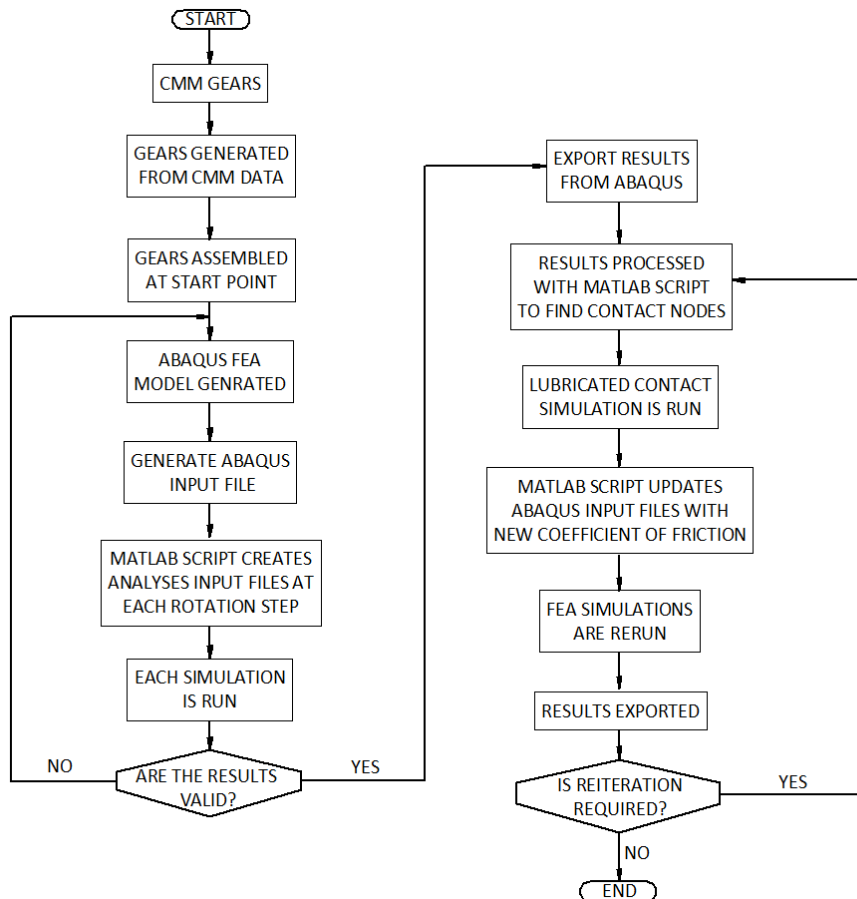 START
CMM GEARS
GEARS GENERATED
FROM CMM DATA
GEARS ASSEMBLED
AT START POINT
ABAQUS FEA
MODEL GENRATED
GENERATE ABAQUS
INPUT FILE
MATLAB SCRIPT CREATES
ANALYSES INPUT FILES AT
EACH ROTATION STEP
EACH SIMULATION
IS RUN
ARE THE RESULTS
VALID?
NO
YES
EXPORT RESULTS
FROM ABAQUS
RESULTS PROCESSED
WITH MATLAB SCRIPT
TO FIND CONTACT NODES
LUBRICATED CONTACT
SIMULATION IS RUN
MATLAB SCRIPT UPDATES
ABAQUS INPUT FILES WITH
NEW COEFFICIENT OF FRICTION
FEA SIMULATIONS
ARE RERUN
RESULTS EXPORTED
IS REITERATION
REQUIRED?
YES
NO
END